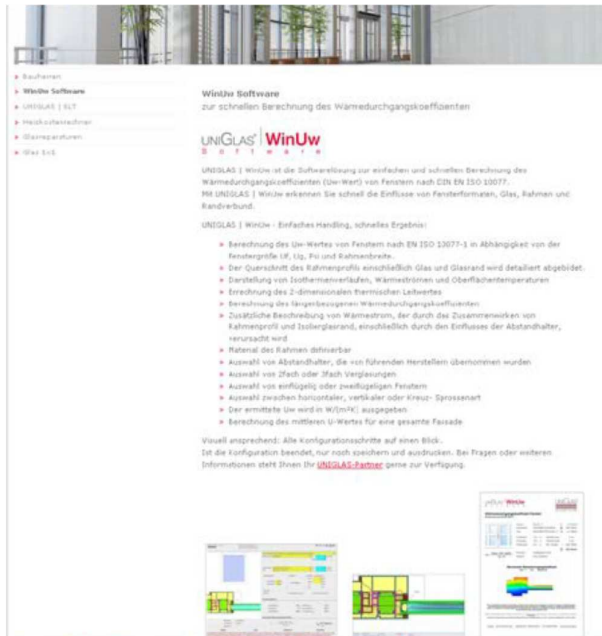 Bauherren
WinUw Software
UNIGLAS | SLT
Heizkostenrechner
Glasreparaturen
Glas 1x1
WinUw Software
zur schnellen Berechnung des Wärmedurchgangskoeffizienten
UNIGLAS® | WinUw
Software
UNIGLAS | WinUw ist die Softwarelösung zur einfachen und schnellen Berechnung des
Wärmedurchgangskoeffizienten (Uw-Wert) von Fenstern nach DIN EN ISO 10077.
Mit UNIGLAS | WinUw erkennen Sie schnell die Einflüsse von Fensterformaten, Glas, Rahmen und
Randverbund.
UNIGLAS | WinUw - Einfaches Handling, schnelles Ergebnis:
Berechnung des Uw-Wertes von Fenstern nach EN ISO 10077-1 in Abhängigkeit von der
Fenstergröße Uf, Ug, Psi und Rahmenbreite.
Der Querschnitt des Rahmenprofils einschließlich Glas und Glasrand wird detailiert abgebildet.
Darstellung von Isothermenverläufen, Wärmeströmen und Oberflächentemperaturen
Errechnung des 2-dimensionalen thermischen Leitwertes
Berechnung des längenbezogenen Wärmedurchgangskoeffizienten
Zusätzliche Beschreibung von Wärmestrom, der durch das Zusammenwirken von
Rahmenprofil und Isolierglasrand, einschließlich durch den Einflusses der Abstandhalter,
verursacht wird
Material des Rahmen definierbar
Auswahl von Abstandhalter, die von führenden Herstellern übernommen wurden
Auswahl von 2fach oder 3fach Verglasungen
Auswahl von einflügelig oder zweiflügeligen Fenstern
Auswahl zwischen horizontaler, vertikaler oder Kreuz- Sprossenart
Der ermittelte Uw wird in W/(m²K) ausgegeben
Berechnung des mittleren U-Wertes für eine gesamte Fassade
Visuell ansprechend: Alle Konfigurationsschritte auf einen Blick.
Ist die Konfiguration beendet, nur noch speichern und ausdrucken. Bei Fragen oder weiteren
Informationen steht Ihnen Ihr UNIGLAS-Partner gerne zur Verfügung.
WinUw UNIGLAS